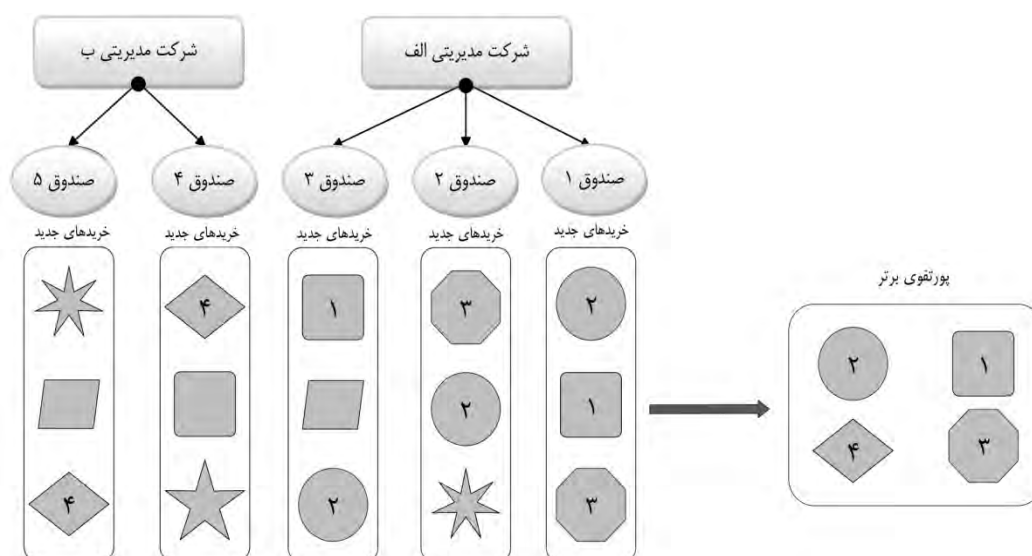 شرکت مدیریتی الف
شرکت مدیریتی ب
صندوق ۱
صندوق ۲
صندوق ۳
صندوق ۴
صندوق ۵
خریدهای جدید
خریدهای جدید
خریدهای جدید
خریدهای جدید
خریدهای جدید
۲
۳
۱
۴
۱
۲
۳
۲
۴
پورتفوی برتر
۱
۲
۳
۴